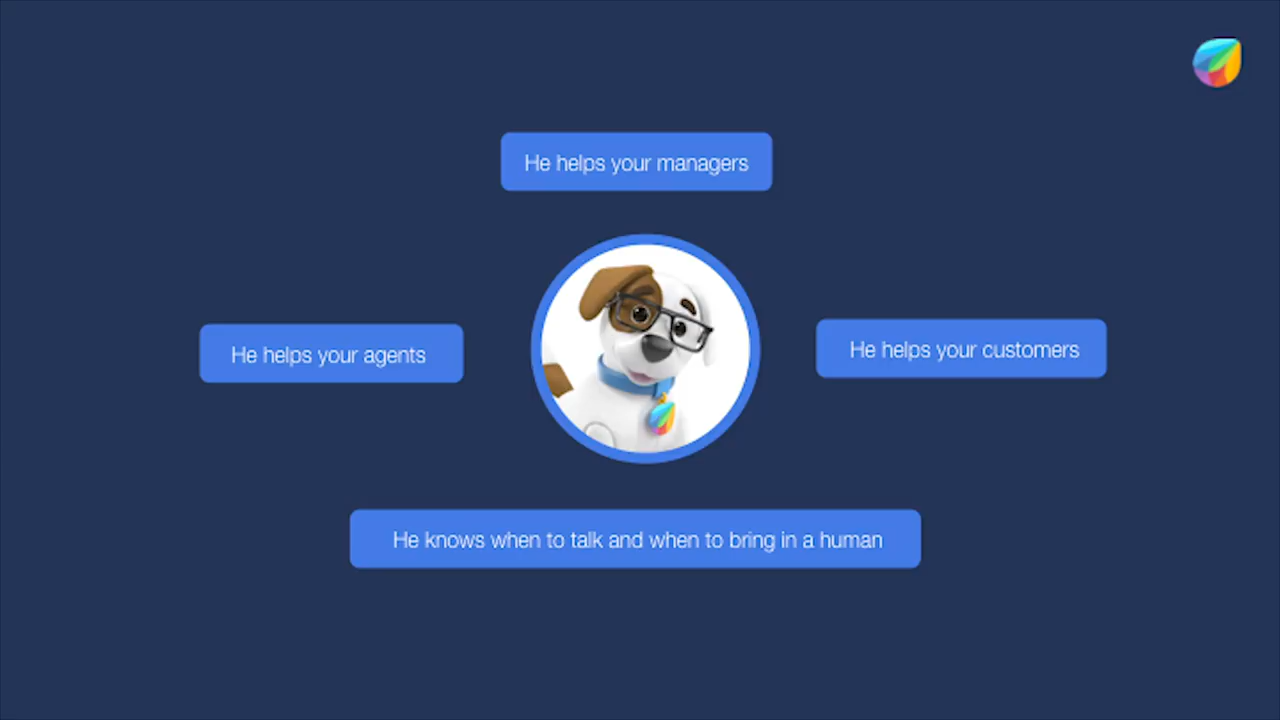 He helps your managers
He helps your agents
He helps your customers
He knows when to talk and when to bring in a human